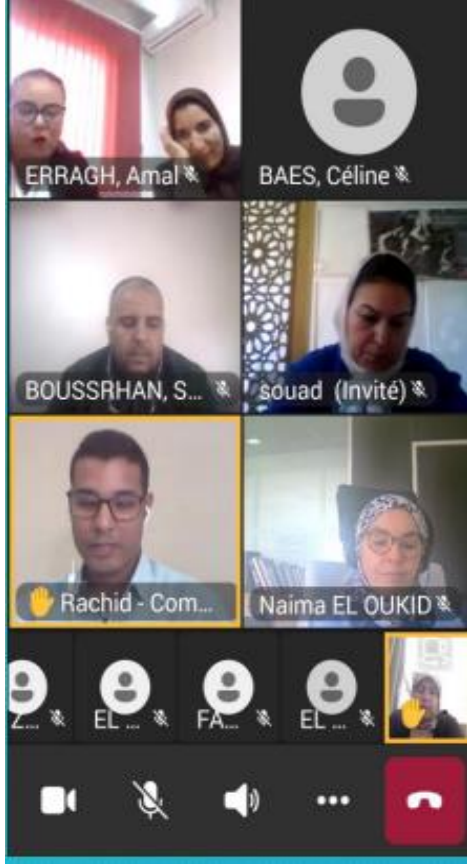 ERRAGH, Amal
BAES, Céline
BOUSSRHAN, S...
souad (Invité)
Rachid - Com...
Naima EL OUKID
Z...
EL ...
FA...
EL ...